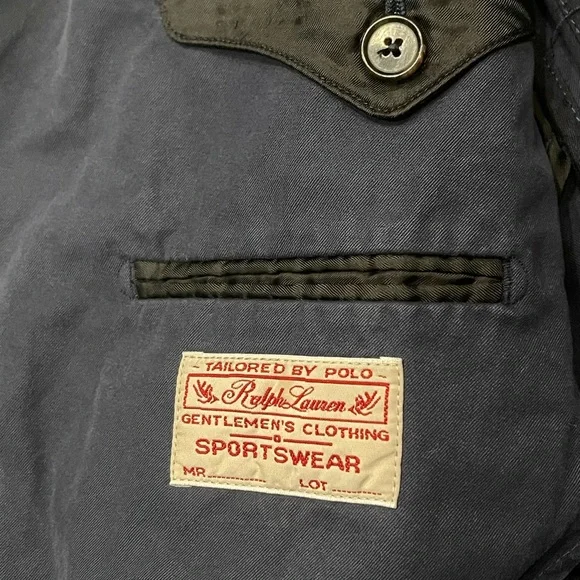 TAILORED BY POLO
Ralph Lauren
GENTLEMEN'S CLOTHING
SPORTSWEAR
MR. LOT